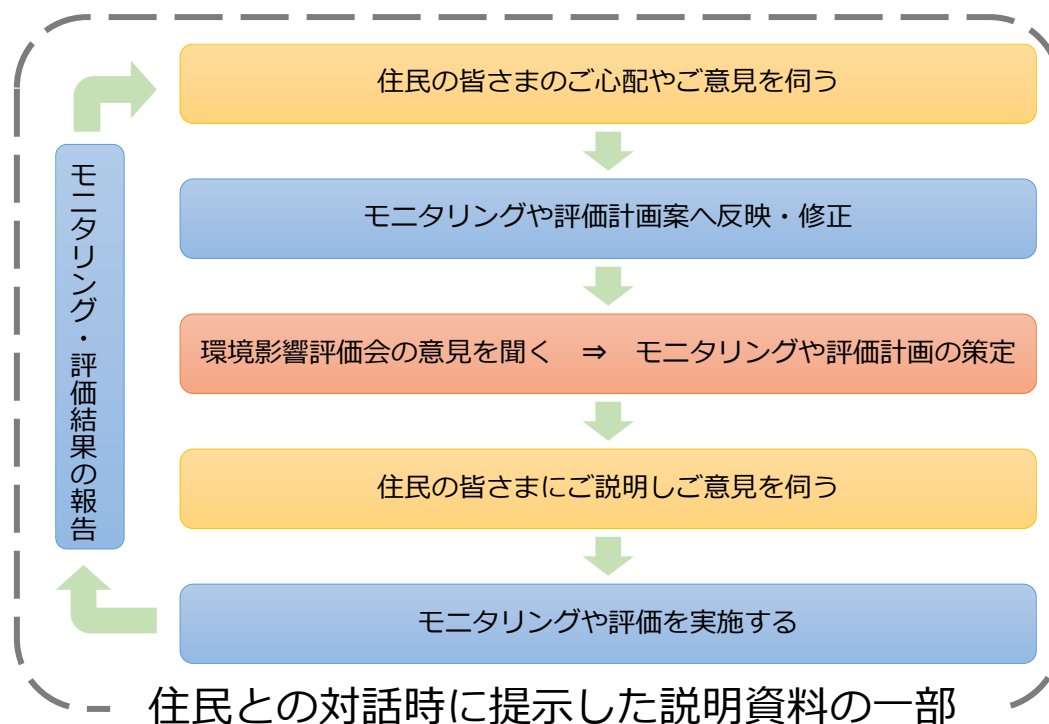 住民の皆さまのご心配やご意見を伺う
モニタリングや評価計画案へ反映・修正
環境影響評価会の意見を聞く　⇒　モニタリングや評価計画の策定
住民の皆さまにご説明しご意見を伺う
モニタリングや評価を実施する
モニタリング・評価結果の報告
住民との対話時に提示した説明資料の一部